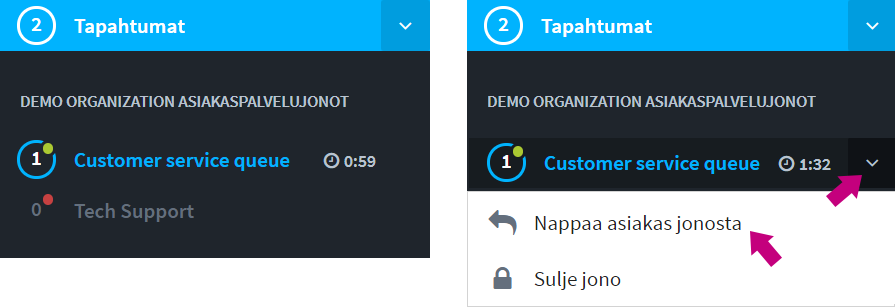 2 Tapahtumat
DEMO ORGANIZATION ASIAKASPALVELUJONOT
1 Customer service queue 0:59
0 Tech Support
2 Tapahtumat
DEMO ORGANIZATION ASIAKASPALVELUJONOT
1 Customer service queue 1:32
Nappaa asiakas jonosta
Sulje jono